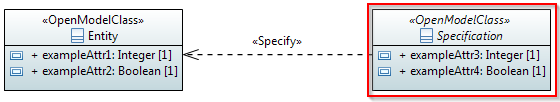 «OpenModelClass»
Entity
+ exampleAttr1: Integer [1]
+ exampleAttr2: Boolean [1]
«Specify»
«OpenModelClass»
Specification
+ exampleAttr3: Integer [1]
+ exampleAttr4: Boolean [1]